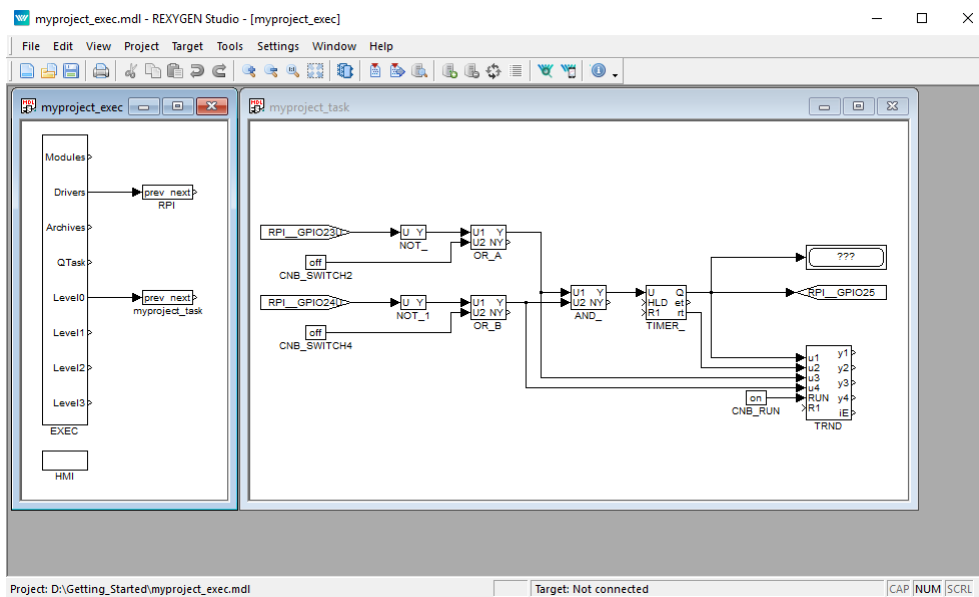 myproject_exec.mdl - REXYGEN Studio - [myproject_exec]
File Edit View Project Target Tools Settings Window Help
myproject_exec
Modules
Drivers
prev next
RPI
Archives
QTask
Level0
prev next
myproject_task
Level1
Level2
Level3
EXEC
HMI
myproject_task
RPI__GPIO23U
U Y
NOT_
U1 Y
U2 NY
OR_A
off
CNB_SWITCH2
RPI__GPIO24U
U Y
NOT_1
U1 Y
U2 NY
OR_B
off
CNB_SWITCH4
U1 Y
U2 NY
AND_
U Q
HLD et
R1 rt
TIMER_
???
RPI__GPIO25
u1 y1
u2 y2
u3 y3
u4
RUN y4
R1 iE
TRND
on
CNB_RUN
Project: D:\Getting_Started\myproject_exec.mdl
Target: Not connected
CAP NUM SCRL